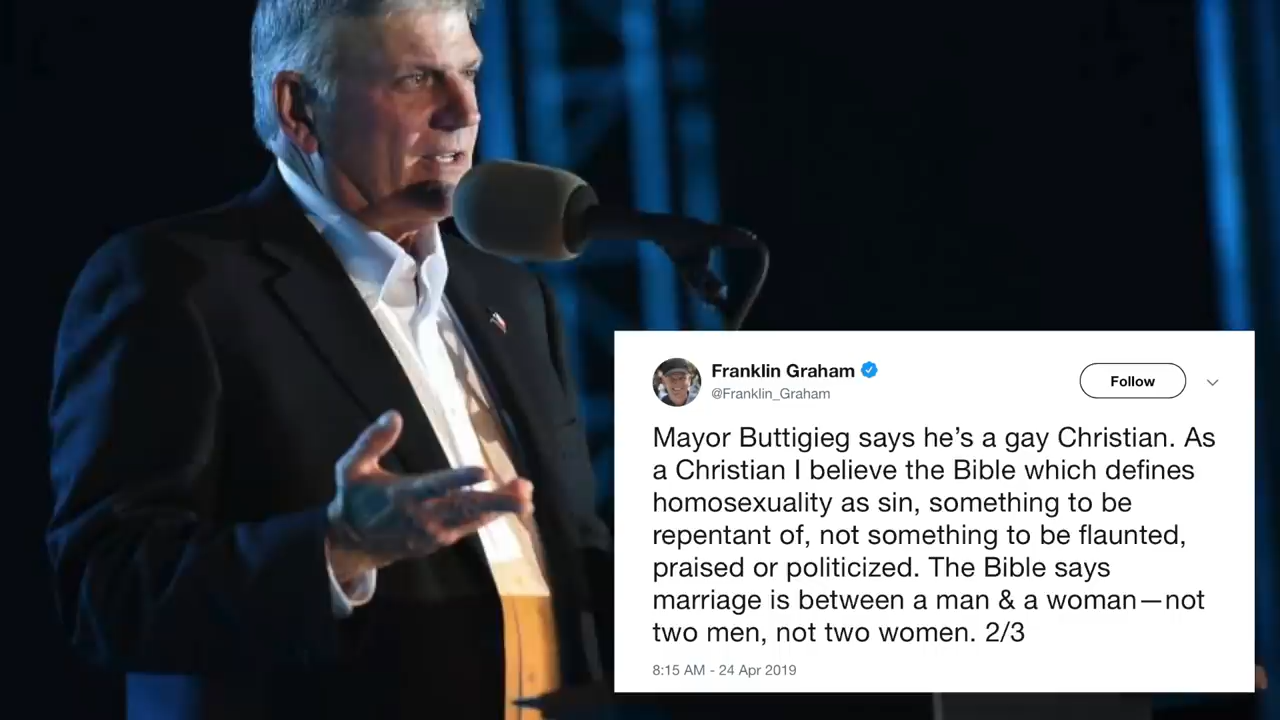 Franklin Graham
@Franklin_Graham
Follow
Mayor Buttigieg says he’s a gay Christian. As
a Christian I believe the Bible which defines
homosexuality as sin, something to be
repentant of, not something to be flaunted,
praised or politicized. The Bible says
marriage is between a man & a woman—not
two men, not two women. 2/3
8:15 AM - 24 Apr 2019